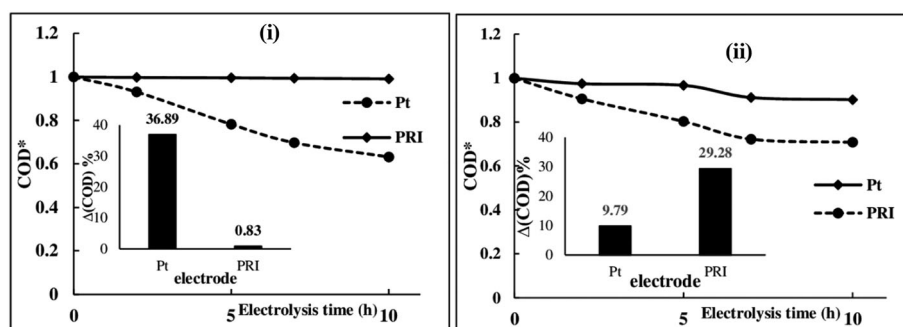 (i)
1.2
1
0.8
0.6
0.4
0.2
0
COD*
0
5
10
Electrolysis time (h)
Pt
PRI
Δ(COD)%
40
30
20
10
0
36.89
0.83
Pt
PRI
electrode
(ii)
1.2
1
0.8
0.6
0.4
0.2
0
COD*
0
5
10
Electrolysis time (h)
Pt
PRI
Δ(COD)%
40
30
20
10
0
9.79
29.28
Pt
PRI
electrode